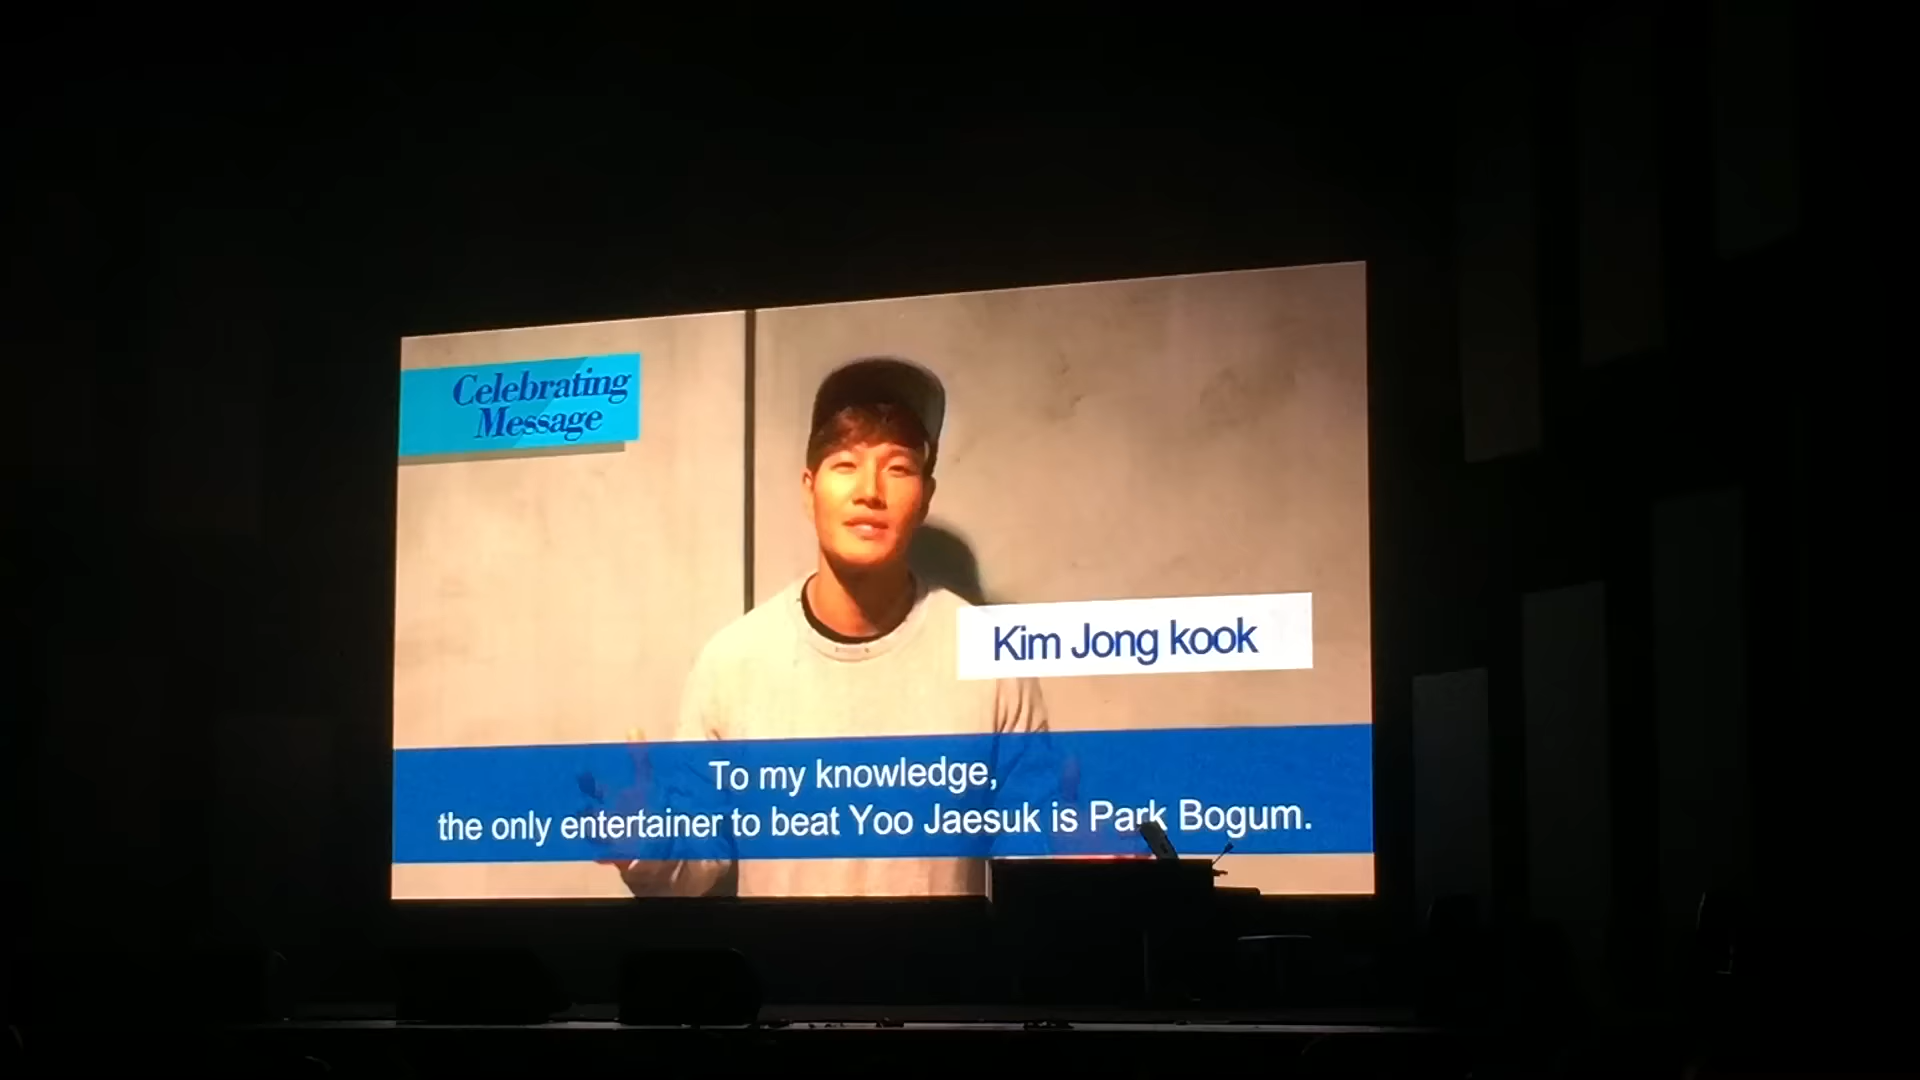 Celebrating
Message
Kim Jong kook
To my knowledge,
the only entertainer to beat Yoo Jaesuk is Park Bogum.